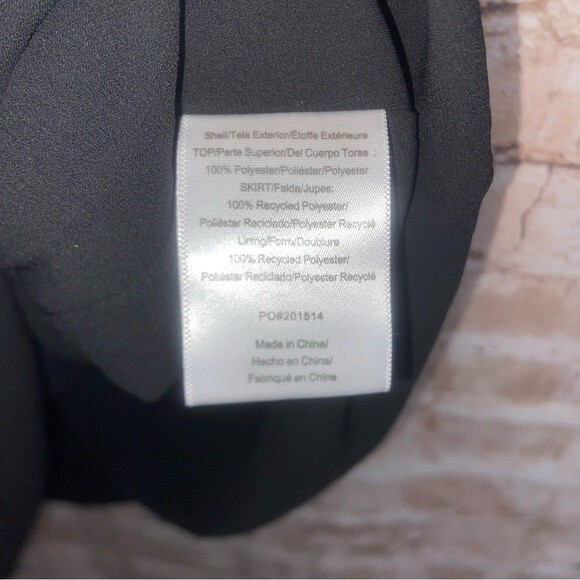 Shell/Tela Exterior/Étoffe Extérieure
TOP/Parte Superior/Del Cuerpo Torse :
100% Polyester/Poliéster/Polyester
SKIRT/Falda/Jupes:
100% Recycled Polyester/
Poliéster Reciclado/Polyester Recyclé
Lining/Forro/Doublure
100% Recycled Polyester/
Poliéster Reciclado/Polyester Recyclé
PO#201514
Made in China/
Hecho en China/
Fabriqué en Chine